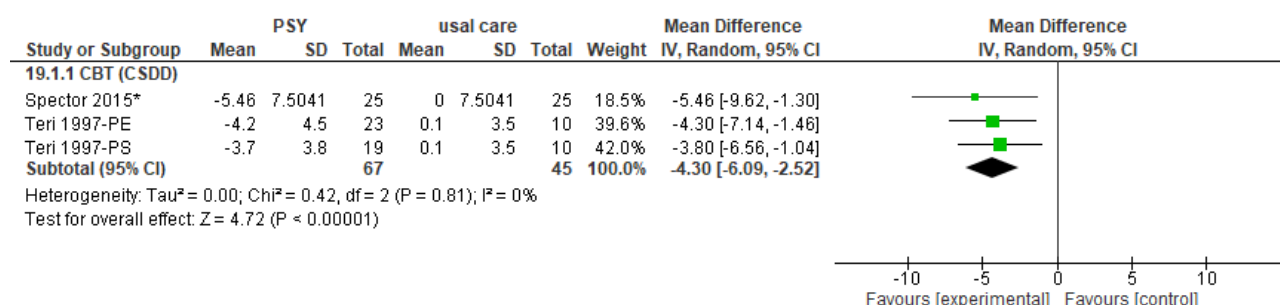 PSY usal care Mean Difference Mean Difference
Study or Subgroup Mean SD Total Mean SD Total Weight IV, Random, 95% CI IV, Random, 95% CI
19.1.1 CBT (CSDD)
Spector 2015* -5.46 7.5041 25 0 7.5041 25 18.5% -5.46 [-9.62, -1.30]
Teri 1997-PE -4.2 4.5 23 0.1 3.5 10 39.6% -4.30 [-7.14, -1.46]
Teri 1997-PS -3.7 3.8 19 0.1 3.5 10 42.0% -3.80 [-6.56, -1.04]
Subtotal (95% CI) 67 45 100.0% -4.30 [-6.09, -2.52]
Heterogeneity: Tau² = 0.00; Chi² = 0.42, df = 2 (P = 0.81); I² = 0%
Test for overall effect: Z = 4.72 (P < 0.00001)
-10 -5 0 5 10
Favours [experimental] Favours [control]